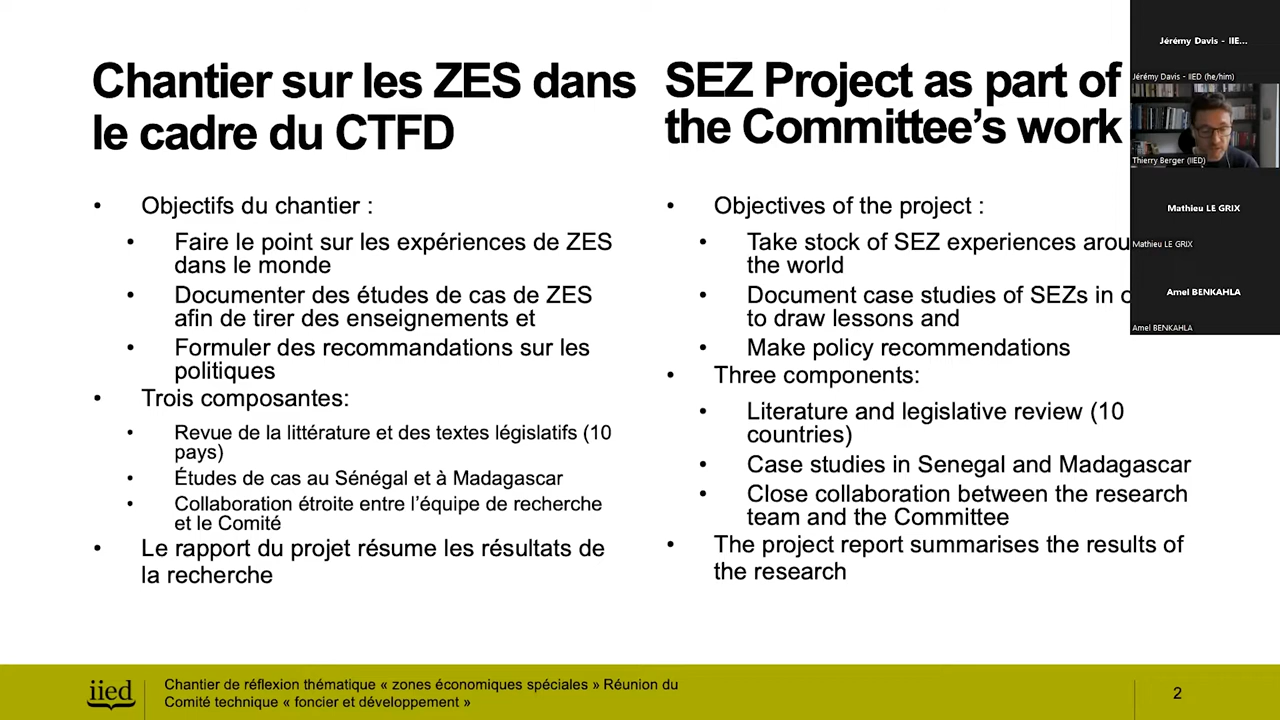 Chantier sur les ZES dans
le cadre du CTFD
• Objectifs du chantier :
• Faire le point sur les expériences de ZES
dans le monde
• Documenter des études de cas de ZES
afin de tirer des enseignements et
• Formuler des recommandations sur les
politiques
• Trois composantes:
• Revue de la littérature et des textes législatifs (10
pays)
• Études de cas au Sénégal et à Madagascar
• Collaboration étroite entre l’équipe de recherche
et le Comité
• Le rapport du projet résume les résultats de
la recherche
SEZ Project as part of
the Committee’s work
• Objectives of the project :
• Take stock of SEZ experiences
the world
• Document case studies of SEZs in
to draw lessons and
• Make policy recommendations
• Three components:
• Literature and legislative review (10
countries)
• Case studies in Senegal and Madagascar
• Close collaboration between the research
team and the Committee
• The project report summarises the results of
the research
Jérémy Davis - IIE...
Jérémy Davis - IIED (he/him)
Thierry Berger (IIED)
Mathieu LE GRIX
Mathieu LE GRIX
Amel BENKAHLA
Amel BENKAHLA
iied
Chantier de réflexion thématique « zones économiques spéciales » Réunion du
Comité technique « foncier et développement »
2